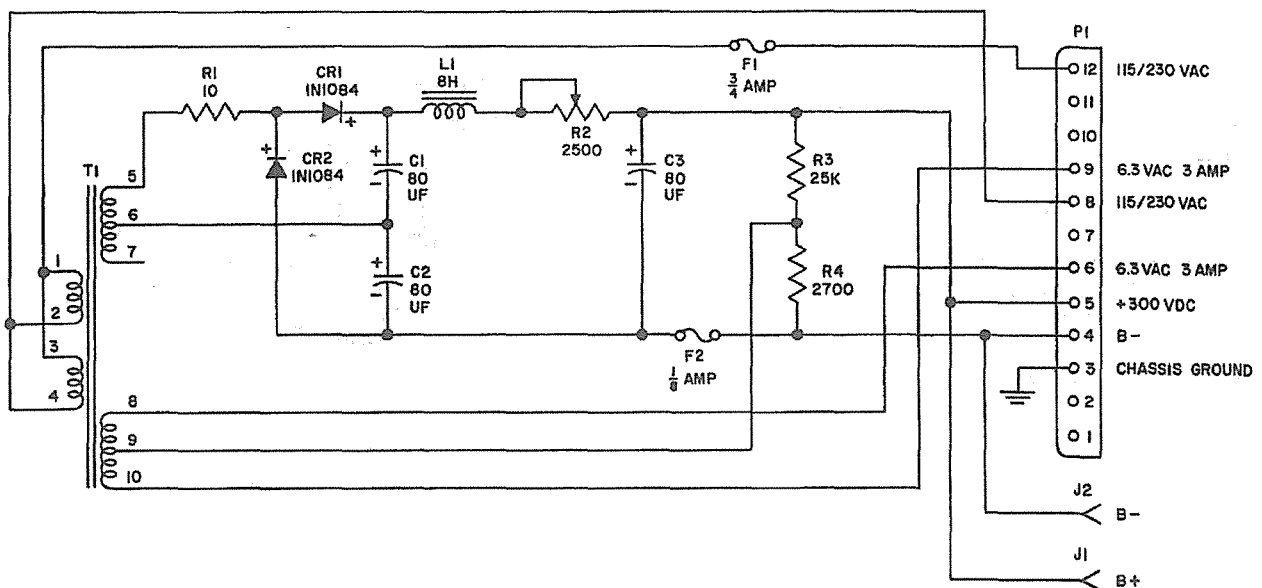 P1
12 115/230 VAC
11
10
9 6.3 VAC 3 AMP
8 115/230 VAC
7
6 6.3 VAC 3 AMP
5 +300 VDC
4 B-
3 CHASSIS GROUND
2
1
J2
B-
J1
B+
F1
3/4 AMP
R1
10
CR1
1N1084
+
L1
8H
R2
2500
+
CR2
1N1084
+
C1
80
UF
-
+
C3
80
UF
-
R3
25K
T1
5
6
7
+
C2
80
UF
-
R4
2700
1
2
3
4
F2
1/8 AMP
8
9
10